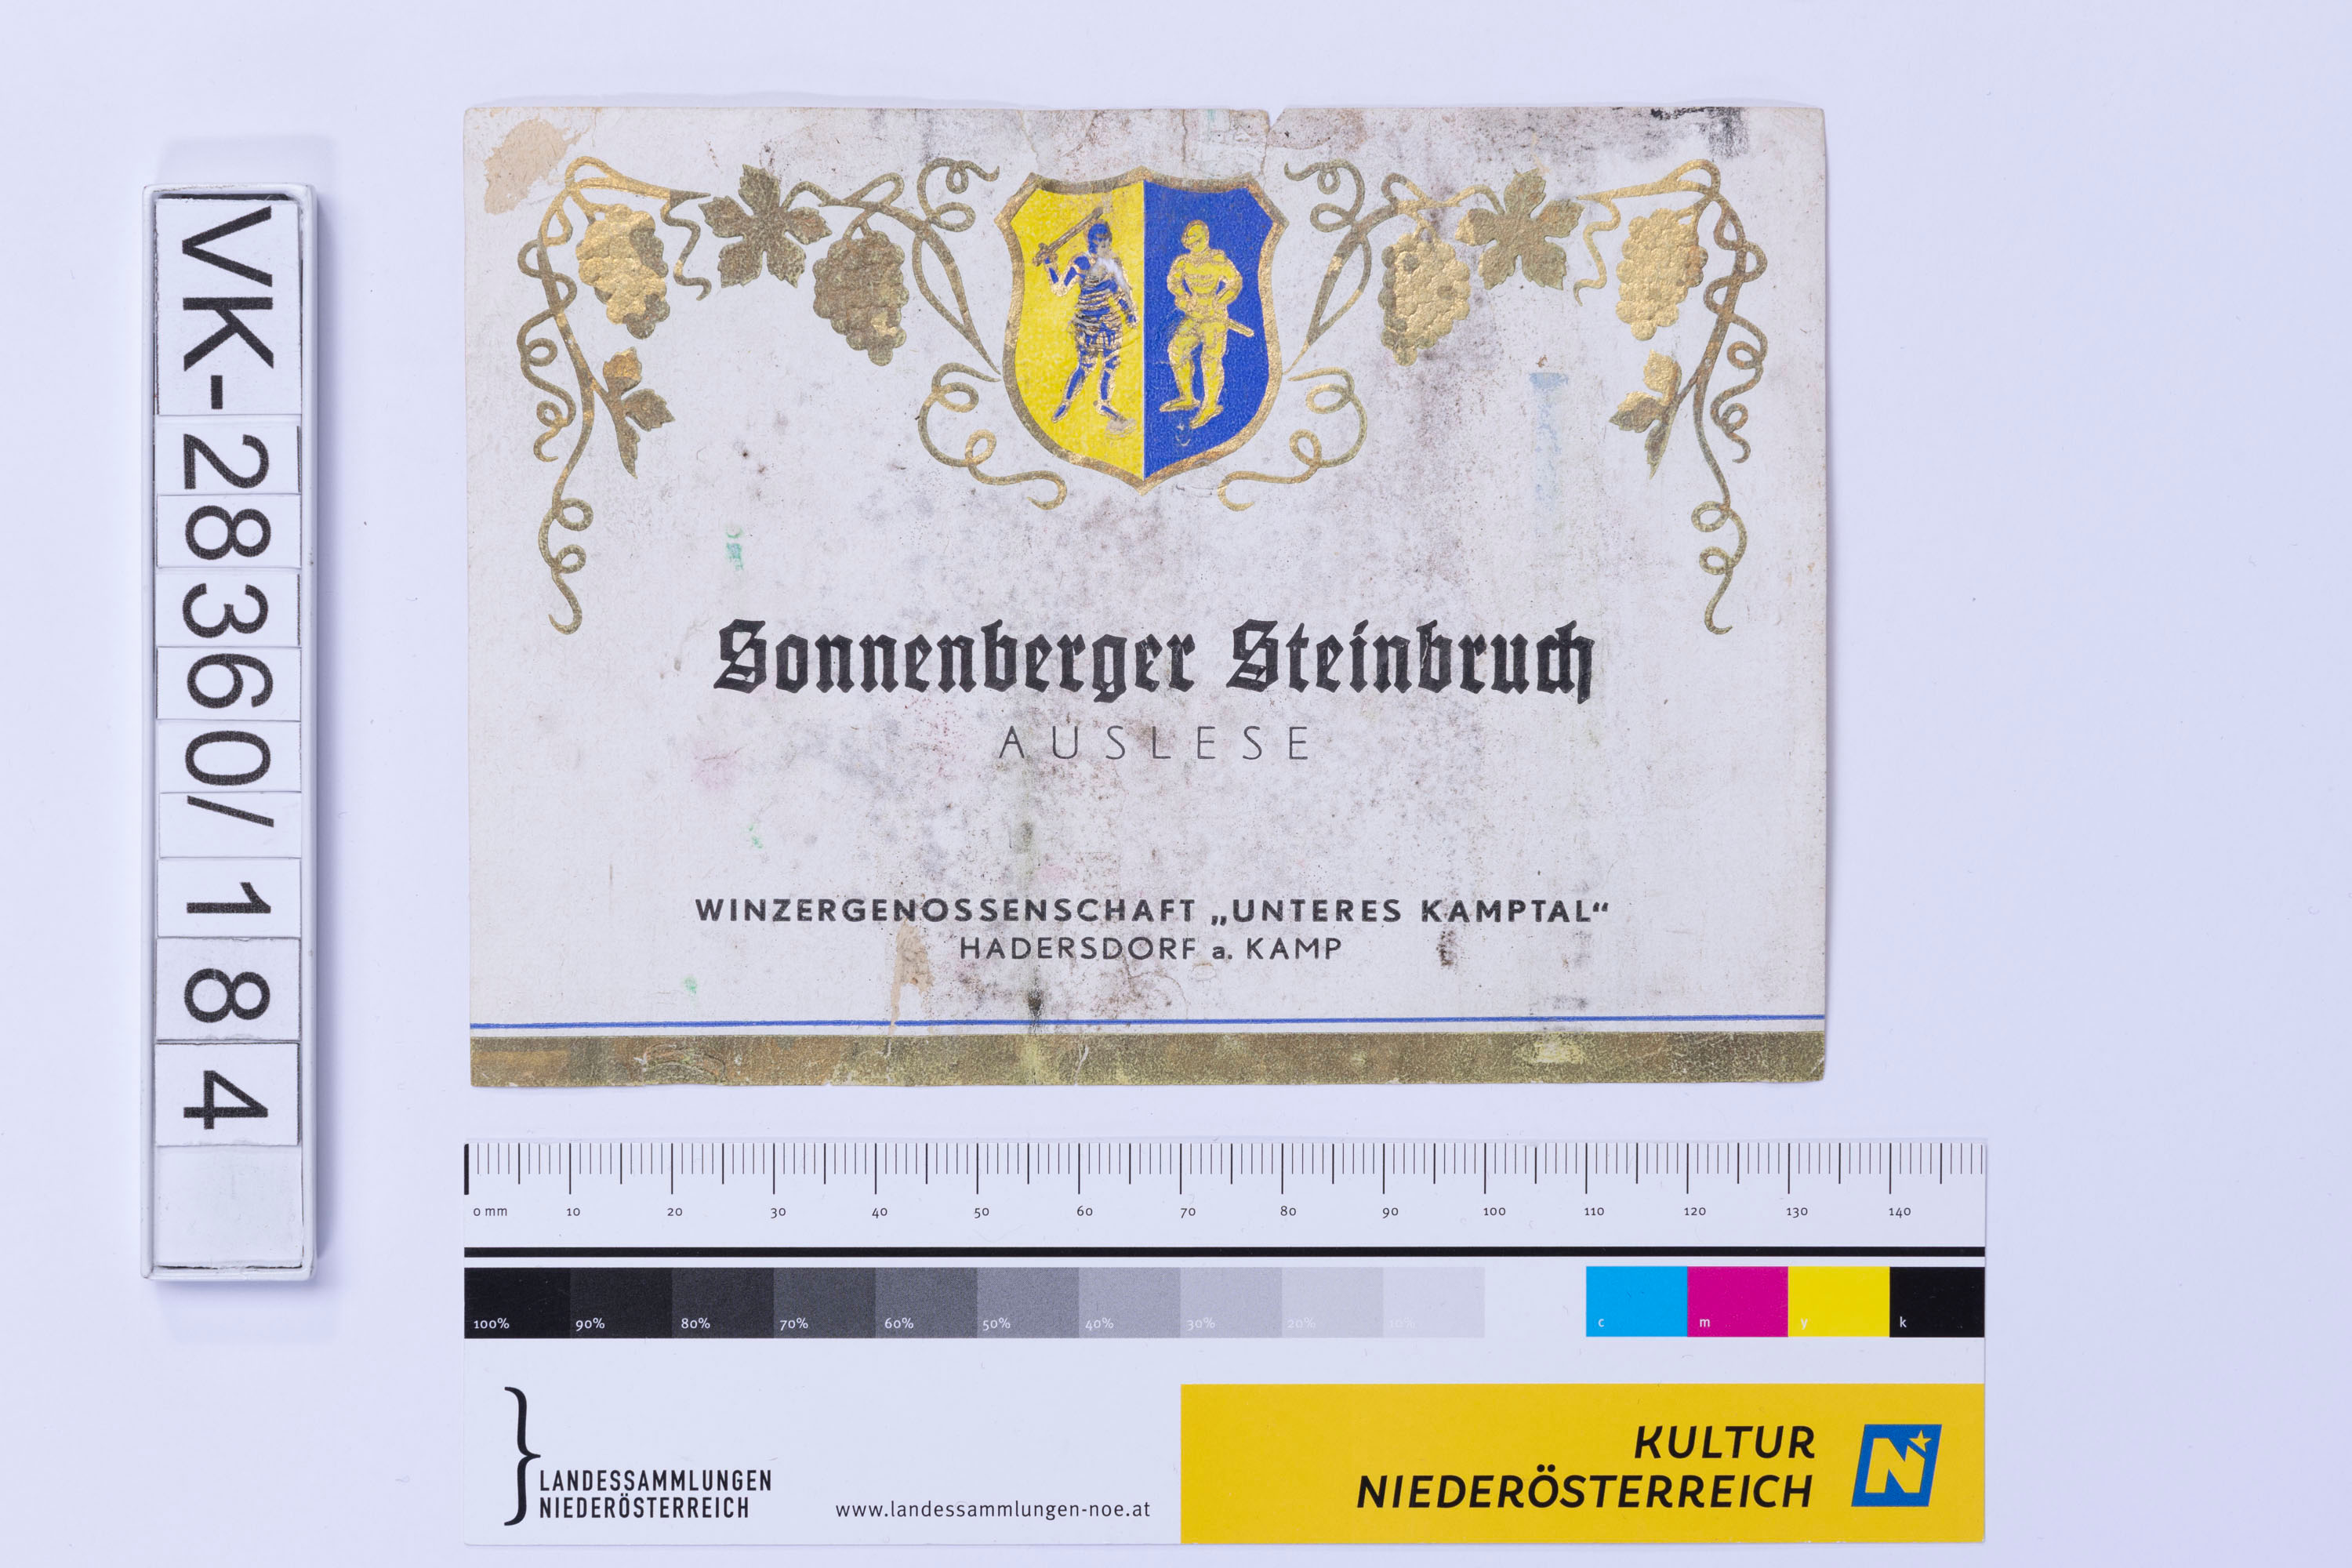 VK-28360/184
Sonnenberger Steinbruch
AUSLESE
WINZERGENOSSENSCHAFT „UNTERES KAMPTAL“
HADERSDORF a. KAMP
0 mm 10 20 30 40 50 60 70 80 90 100 110 120 130 140
100% 90% 80% 70% 60% 50% 40% 30% 20% 10% c m y k
LANDESSAMMLUNGEN
NIEDERÖSTERREICH
www.landessammlungen-noe.at
KULTUR
NIEDERÖSTERREICH
N